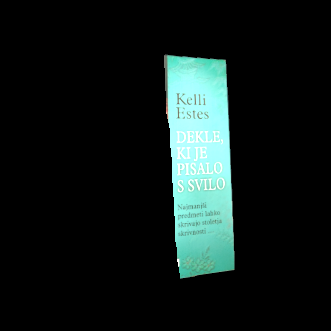 Kelli
Estes
DEKLE,
KI JE
PISALO
S SVILO
Najmanjši
predmeti lahko
skrivajo stoletja
skrivnosti ...